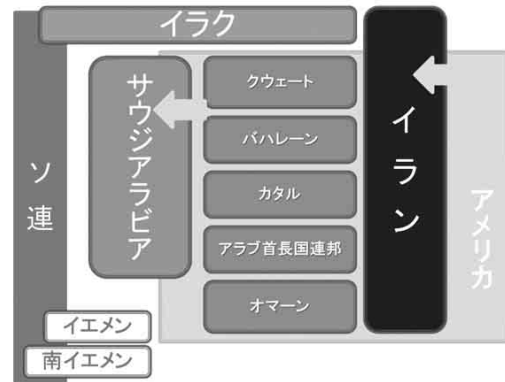 イラク
サウジアラビア
クウェート
バハレーン
カタル
アラブ首長国連邦
オマーン
イラン
アメリカ
ソ連
イエメン
南イエメン